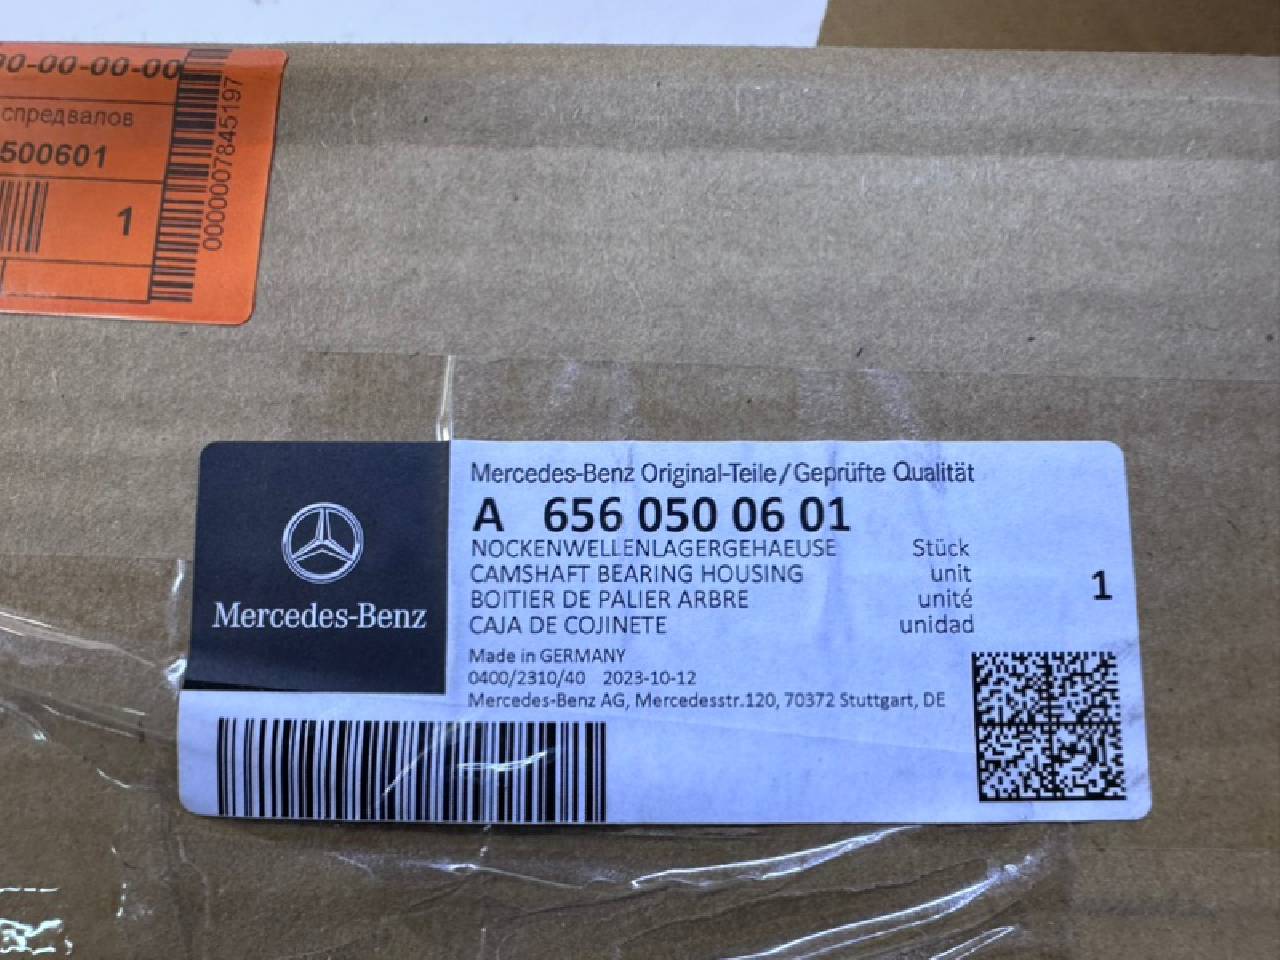 00-00-00-00
спредвалов
500601
1
0000007845197
Mercedes-Benz
Mercedes-Benz Original-Teile/Geprüfte Qualität
A 656 050 06 01
NOCKENWELLENLAGERGEHAEUSE Stück
CAMSHAFT BEARING HOUSING unit
1
BOITIER DE PALIER ARBRE unité
CAJA DE COJINETE unidad
Made in GERMANY
0400/2310/40 2023-10-12
Mercedes-Benz AG, Mercedesstr.120, 70372 Stuttgart, DE